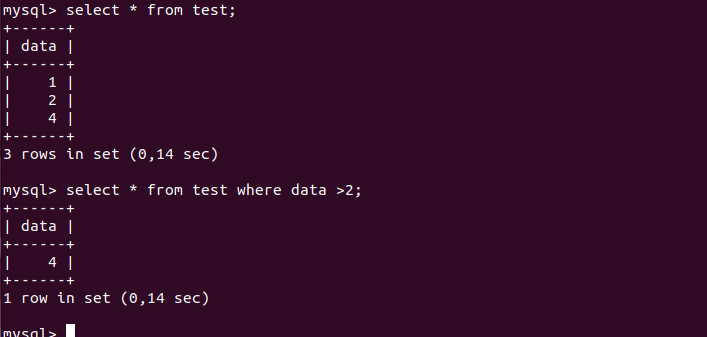 mysql> select * from test;
+------+
| data |
+------+
|    1 |
|    2 |
|    4 |
+------+
3 rows in set (0,14 sec)

mysql> select * from test where data >2;
+------+
| data |
+------+
|    4 |
+------+
1 row in set (0,14 sec)

mysql>